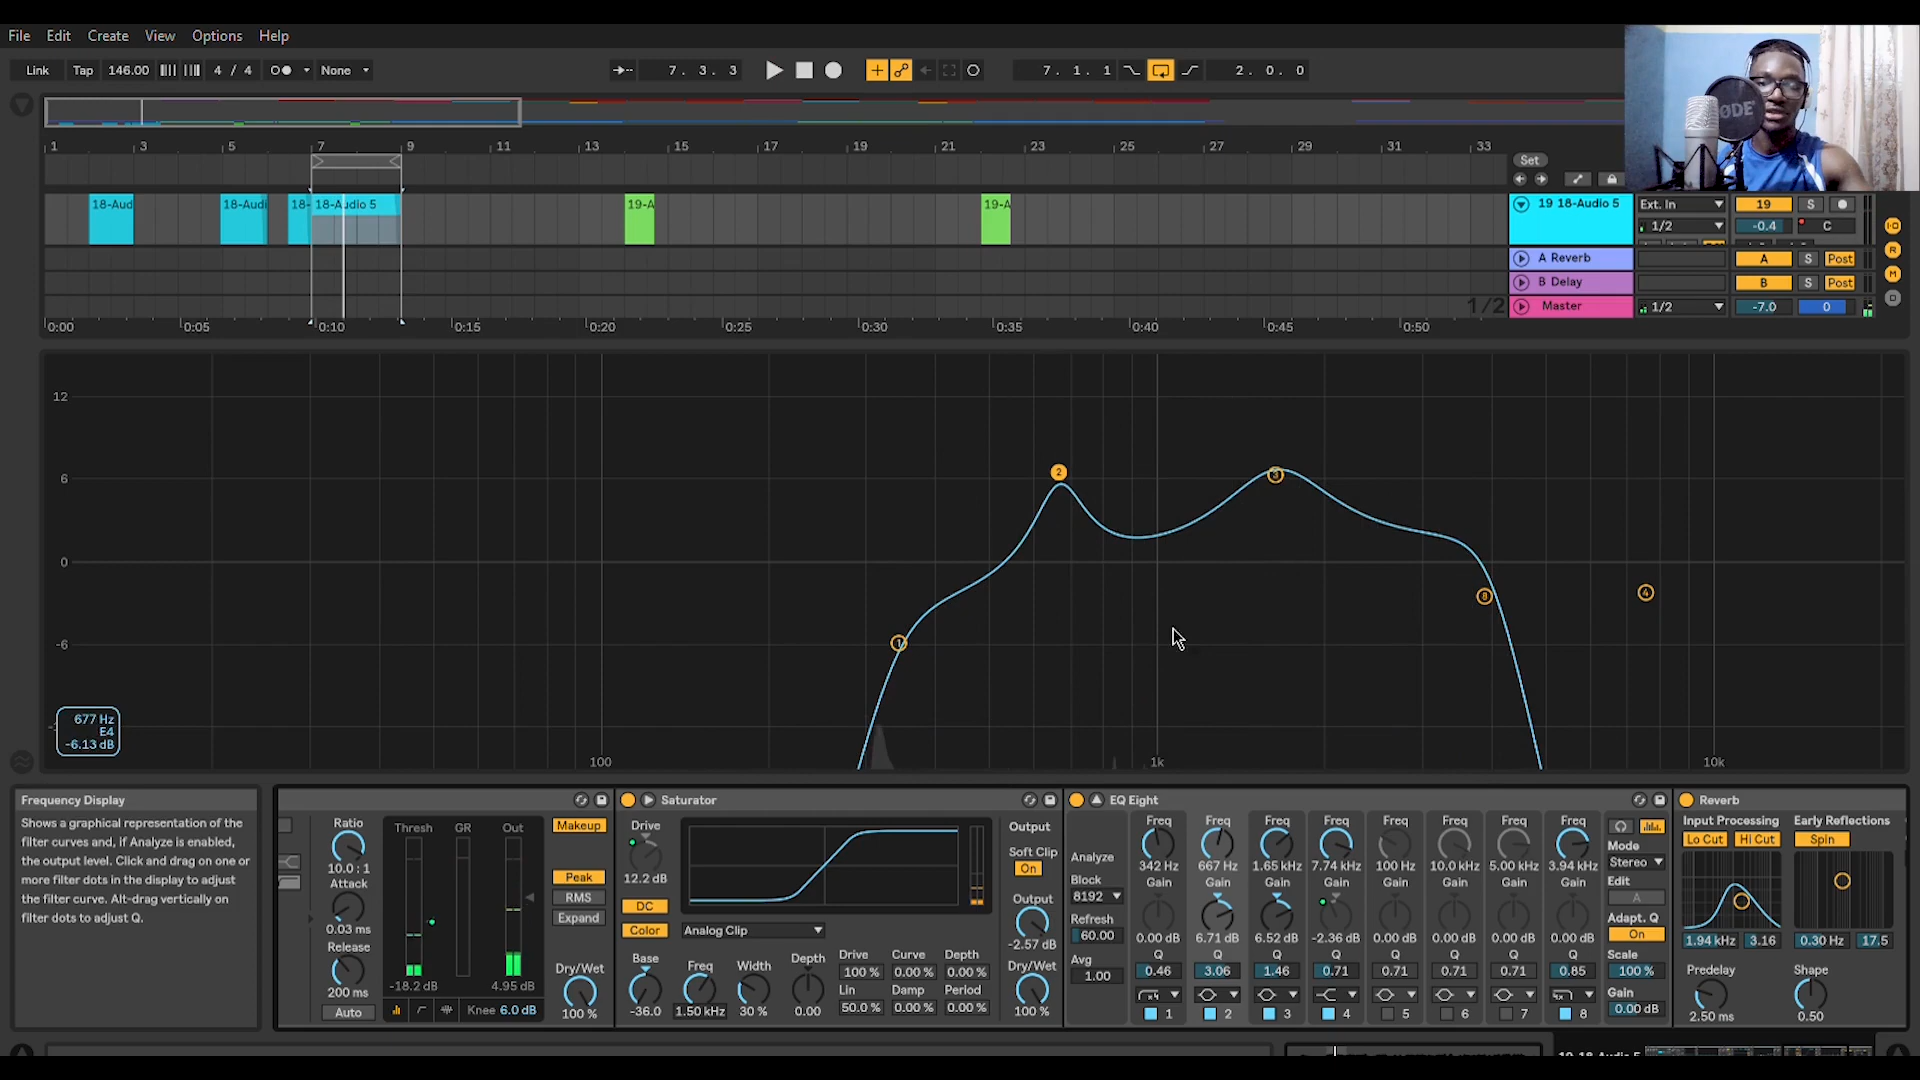 File Edit Create View Options Help
Link Tap 146.00 4 / 4 None 7. 3. 3 7. 1. 1 2. 0. 0
RØDE
1 3 5 7 9 11 13 15 17 19 21 23 25 27 29 31 33
Set
18-Aud 18-Audi 18- 18-Audio 5 19-A 19-A 19 18-Audio 5 Ext. In 19 S
1/2 -0.4 C
A Reverb A S Post
B Delay B S Post
1/2 Master 1/2 -7.0 0
0:00 0:05 0:10 0:15 0:20 0:25 0:30 0:35 0:40 0:45 0:50
12
6
0
-6
2
3
8
4
1
677 Hz
E4
-6.13 dB
100 1k 10k
Frequency Display
Shows a graphical representation of the
filter curves and, if Analyze is enabled,
the output level. Click and drag on one or
more filter dots in the display to adjust
the filter curve. Alt-drag vertically on
filter dots to adjust Q.
Ratio
10.0 : 1
Attack
0.03 ms
Release
200 ms
Auto
Thresh GR Out
-18.2 dB 4.95 dB
Knee 6.0 dB
Makeup
Peak
RMS
Expand
Dry/Wet
100 %
Saturator
Drive
12.2 dB
DC
Color Analog Clip
Base Freq Width Depth
-36.0 1.50 kHz 30 % 0.00
Drive Curve Depth
100 % 0.00 % 0.00 %
Lin Damp Period
50.0 % 0.00 % 0.00 %
Output
Soft Clip
On
Output
-2.57 dB
Dry/Wet
100 %
EQ Eight
Analyze
Block
8192
Refresh
60.00
Avg
1.00
Freq Freq Freq Freq Freq Freq Freq Freq
342 Hz 667 Hz 1.65 kHz 7.74 kHz 100 Hz 10.0 kHz 5.00 kHz 3.94 kHz
Gain Gain Gain Gain Gain Gain Gain Gain
0.00 dB 6.71 dB 6.52 dB -2.36 dB 0.00 dB 0.00 dB 0.00 dB 0.00 dB
Q Q Q Q Q Q Q Q
0.46 3.06 1.46 0.71 0.71 0.71 0.71 0.85
1 2 3 4 5 6 7 8
Mode
Stereo
Edit
A
Adapt. Q
On
Scale
100 %
Gain
0.00 dB
Reverb
Input Processing Early Reflections
Lo Cut Hi Cut Spin
1.94 kHz 3.16 0.30 Hz 17.5
Predelay Shape
2.50 ms 0.50
19 18-Audio 5